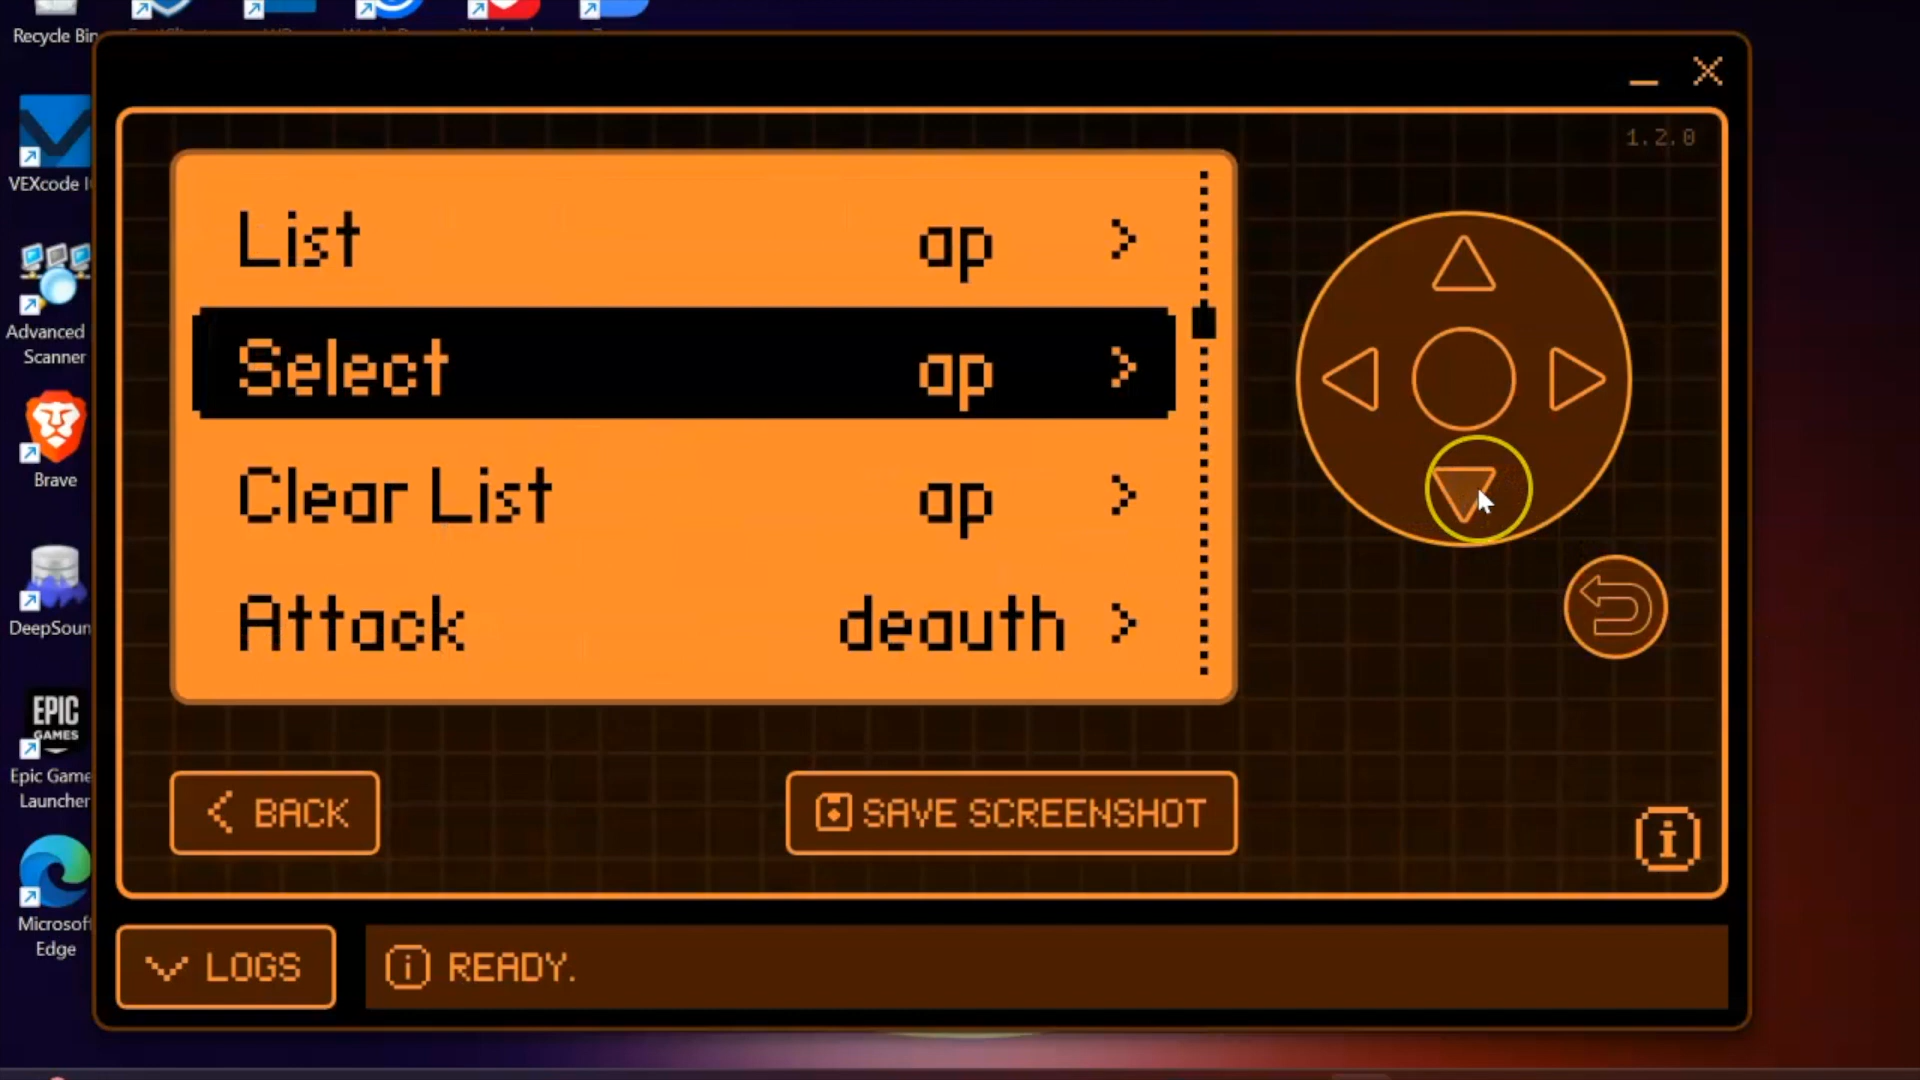 Recycle Bin
1.2.0
List ap >
Select ap >
Clear List ap >
Attack deauth >
BACK
SAVE SCREENSHOT
LOGS
READY.
VEXcode I
Advanced
Scanner
Brave
DeepSoun
EPIC
GAMES
Epic Game
Launcher
Microsoft
Edge